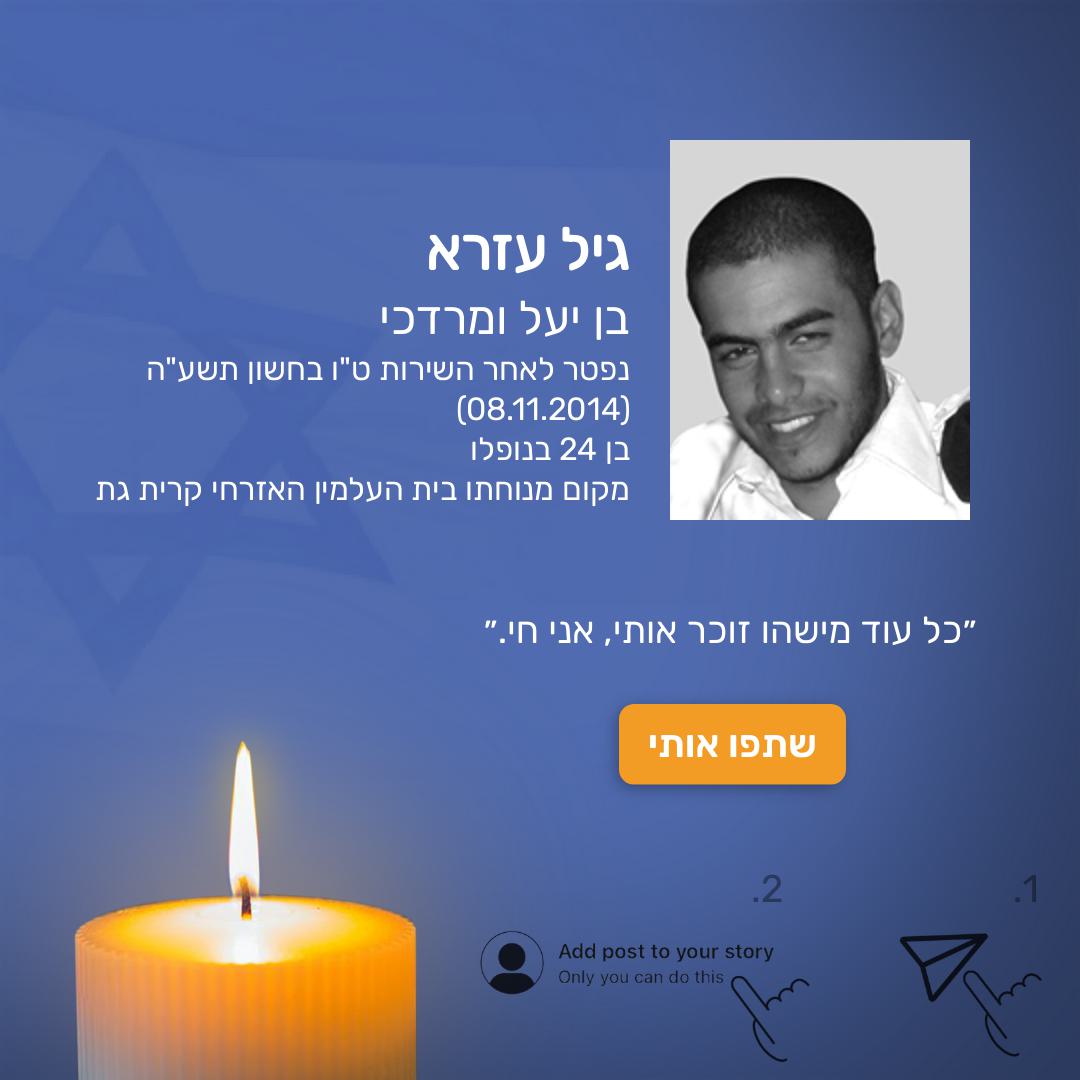 גיל עזרא
בן יעל ומרדכי
נפטר לאחר השירות ט"ו בחשון תשע"ה
(08.11.2014)
בן 24 בנופלו
מקום מנוחתו בית העלמין האזרחי קרית גת
״כל עוד מישהו זוכר אותי, אני חי.״
שתפו אותי
1.
2.
Add post to your story
Only you can do this